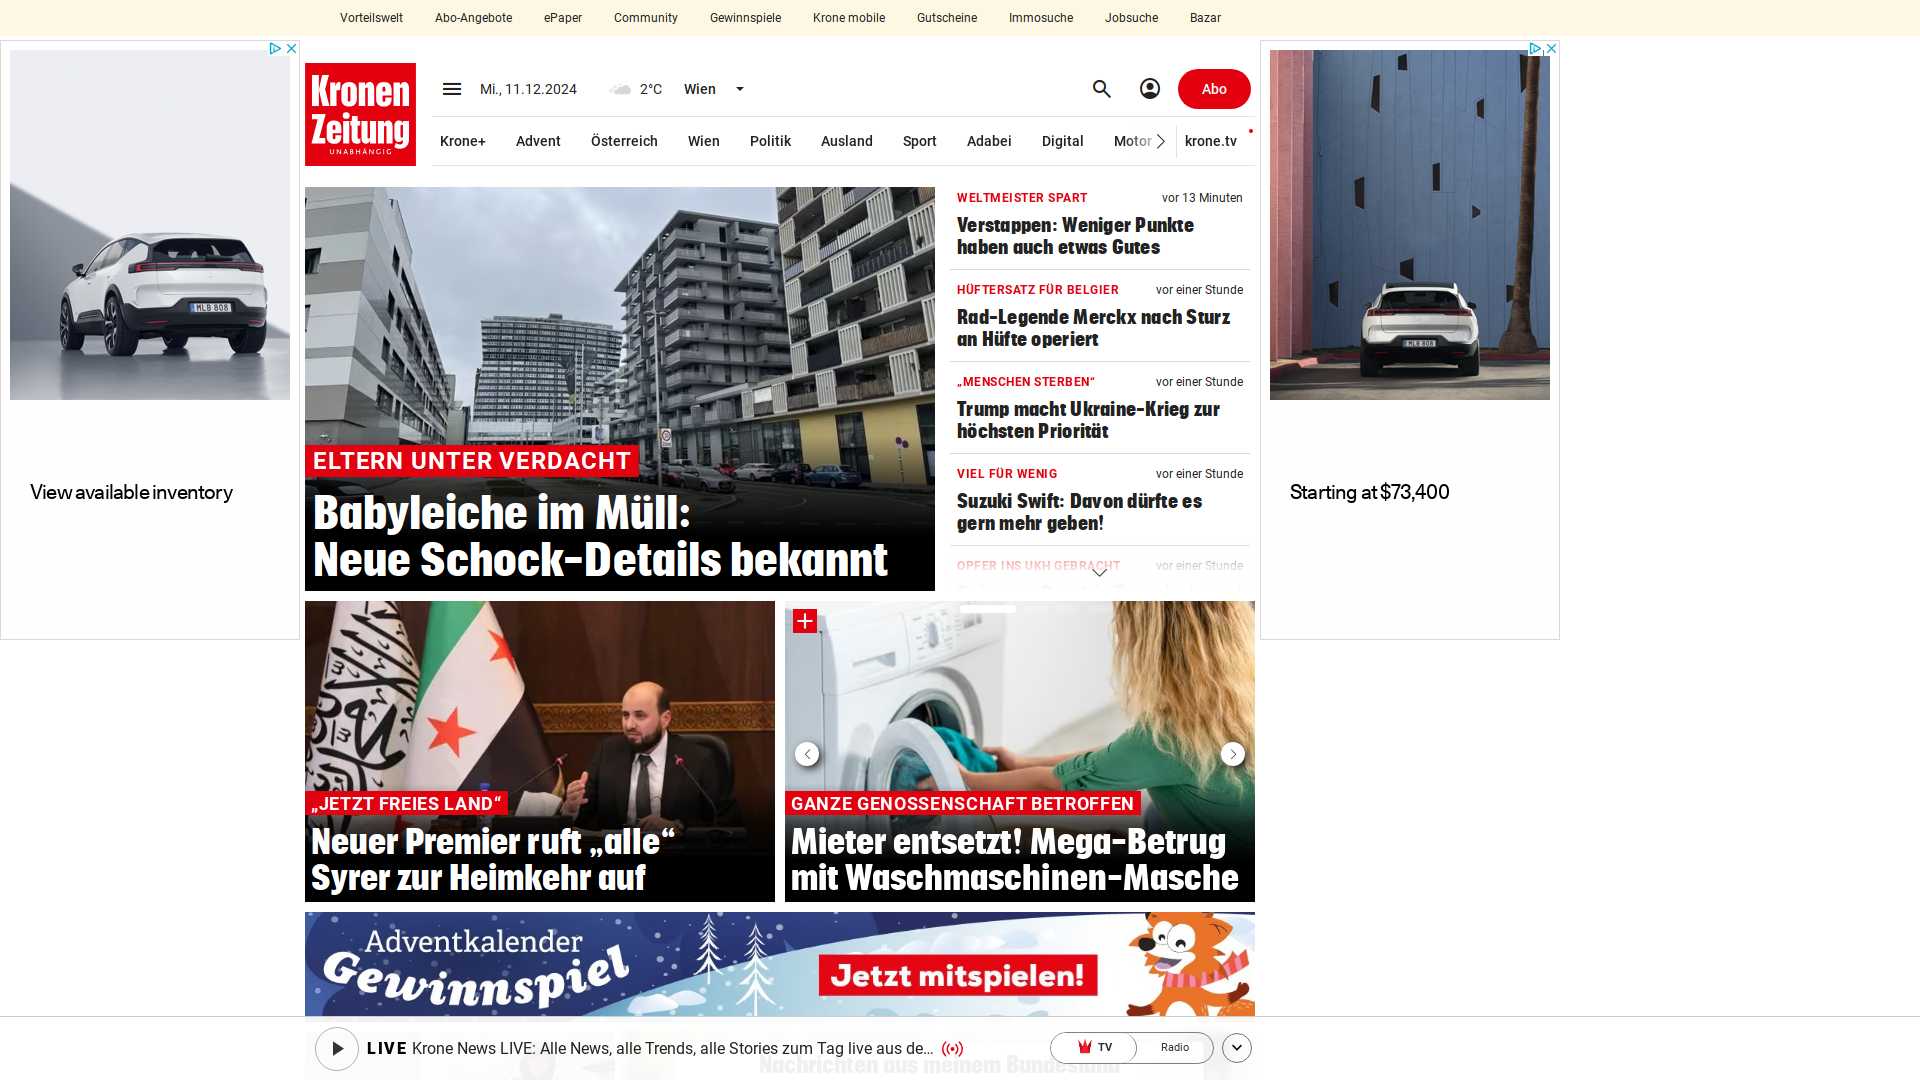 Vorteilswelt Abo-Angebote ePaper Community Gewinnspiele Krone mobile Gutscheine Immosuche Jobsuche Bazar
Kronen
Zeitung
UNABHÄNGIG
Mi., 11.12.2024 2°C Wien Abo
Krone+ Advent Österreich Wien Politik Ausland Sport Adabei Digital Motor krone.tv
MLB 808
View available inventory
ELTERN UNTER VERDACHT
Babyleiche im Müll:
Neue Schock-Details bekannt
WELTMEISTER SPART vor 13 Minuten
Verstappen: Weniger Punkte
haben auch etwas Gutes
HÜFTERSATZ FÜR BELGIER vor einer Stunde
Rad-Legende Merckx nach Sturz
an Hüfte operiert
„MENSCHEN STERBEN“ vor einer Stunde
Trump macht Ukraine-Krieg zur
höchsten Priorität
VIEL FÜR WENIG vor einer Stunde
Suzuki Swift: Davon dürfte es
gern mehr geben!
OPFER INS UKH GEBRACHT vor einer Stunde
MLB 808
Starting at $73,400
„JETZT FREIES LAND“
Neuer Premier ruft „alle“
Syrer zur Heimkehr auf
GANZE GENOSSENSCHAFT BETROFFEN
Mieter entsetzt! Mega-Betrug
mit Waschmaschinen-Masche
Adventkalender
Gewinnspiel
Jetzt mitspielen!
LIVE Krone News LIVE: Alle News, alle Trends, alle Stories zum Tag live aus de... TV Radio
Nachrichten aus meinem Bundesland